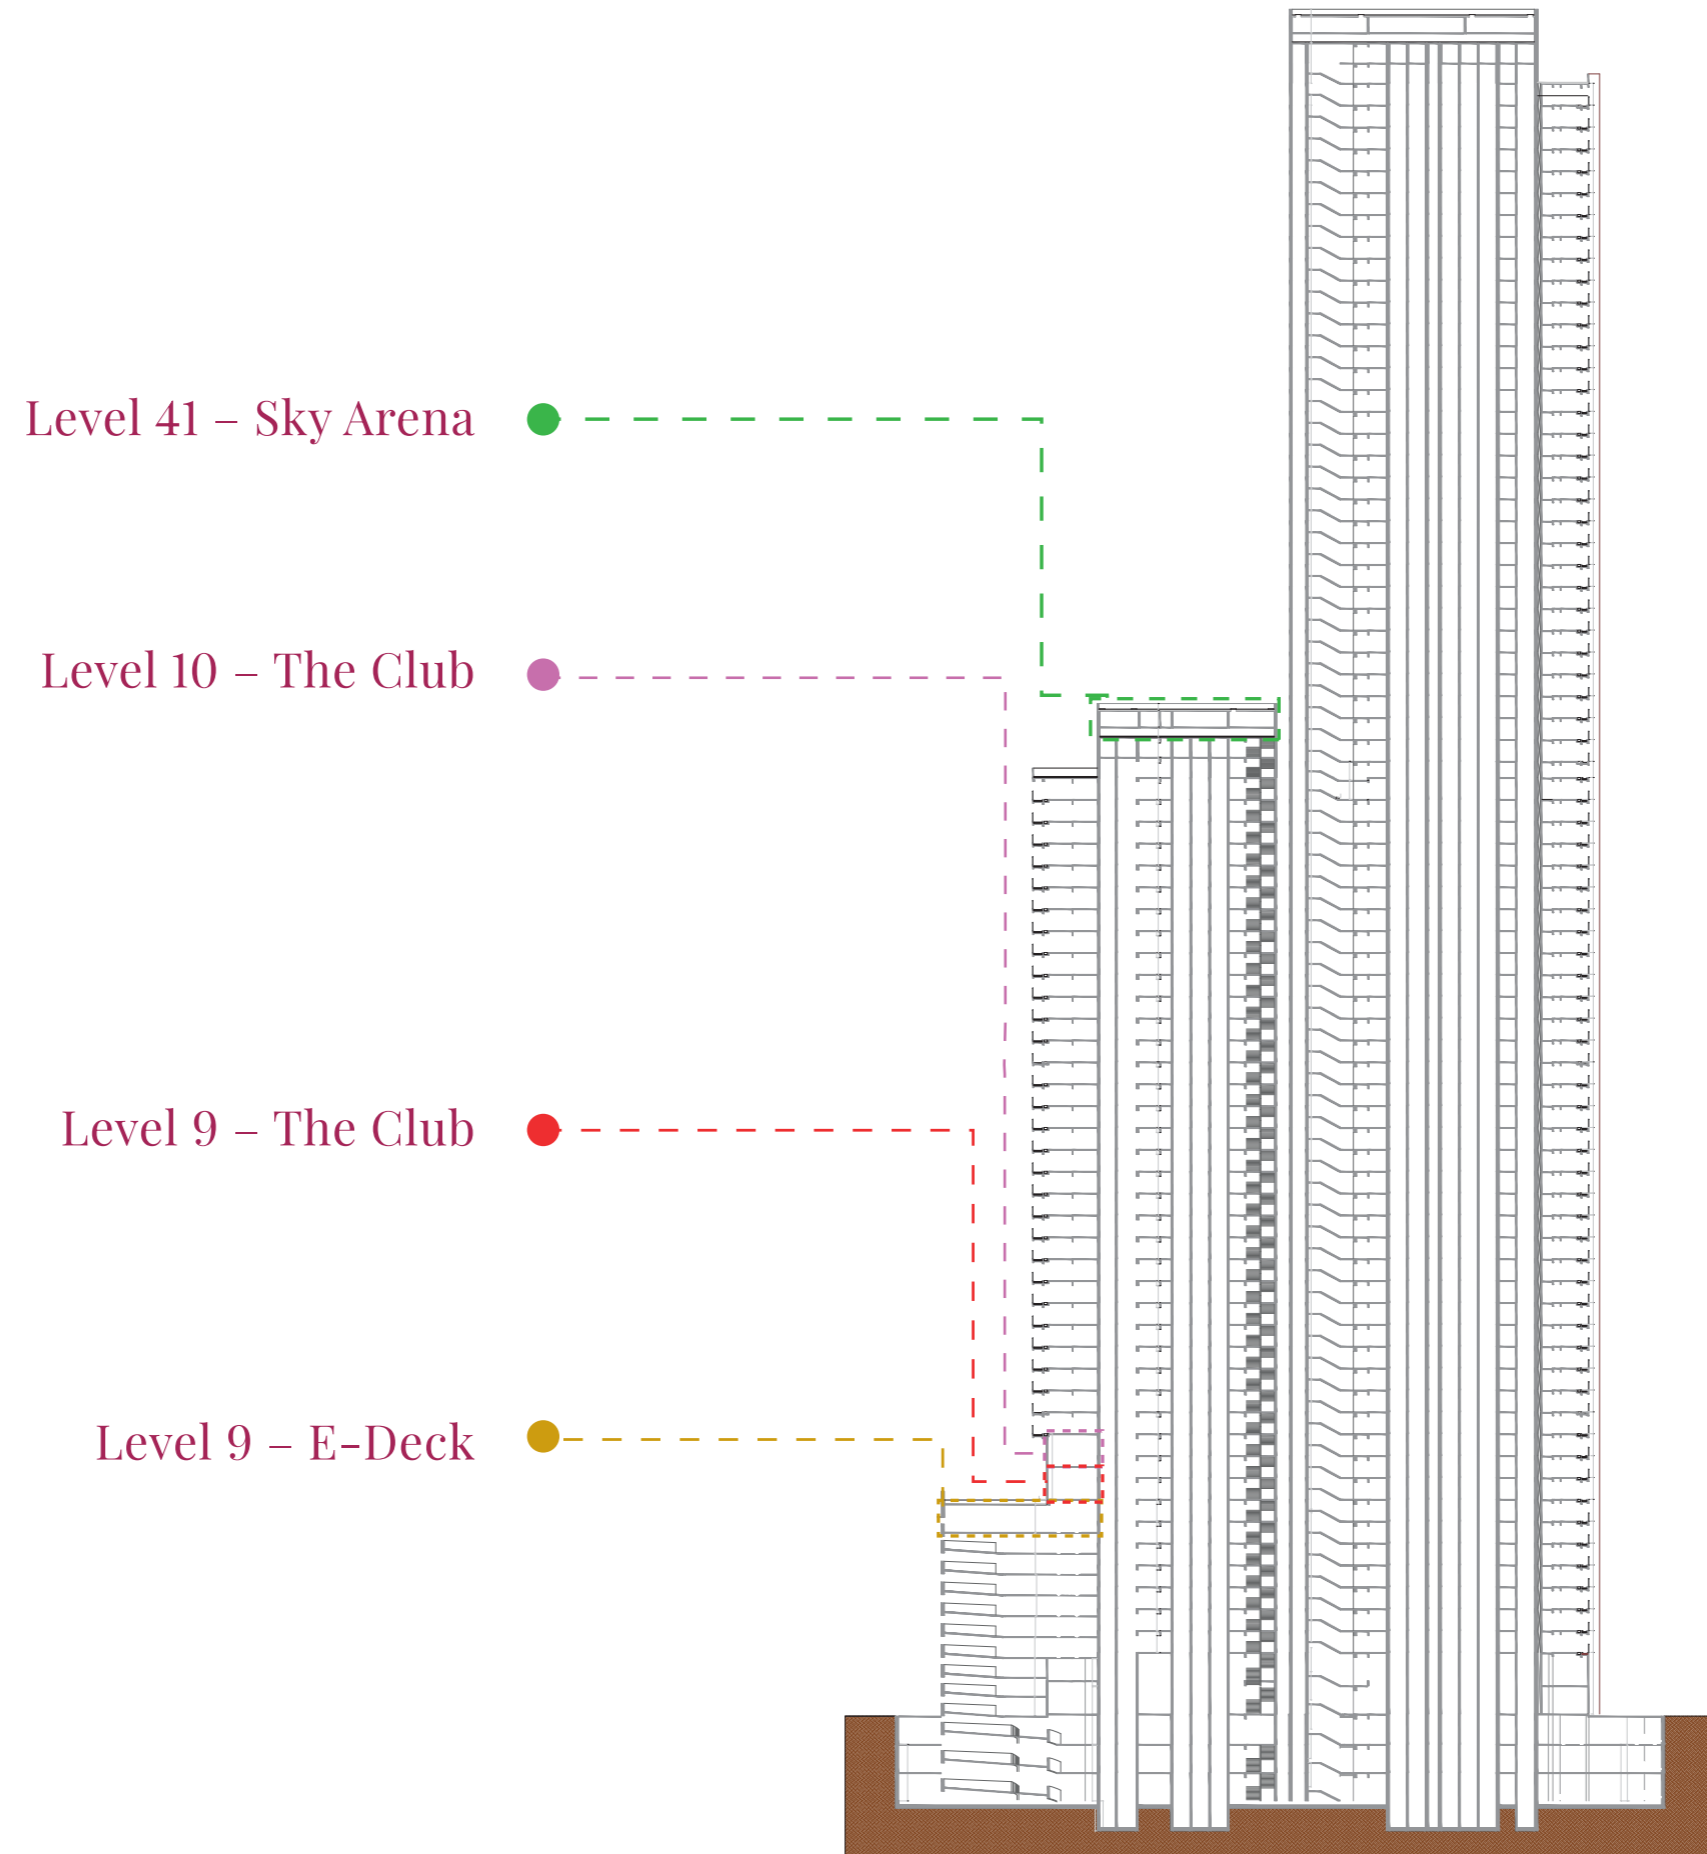 Level 41 – Sky Arena
Level 10 – The Club
Level 9 – The Club
Level 9 – E-Deck